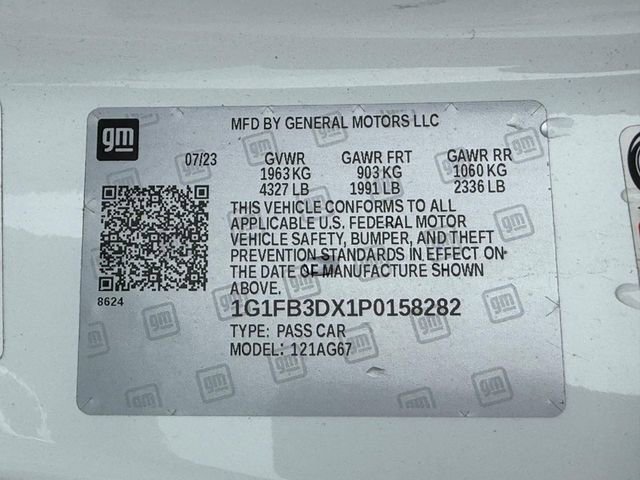 gm
MFD BY GENERAL MOTORS LLC
07/23 GVWR GAWR FRT GAWR RR
1963 KG 903 KG 1060 KG
4327 LB 1991 LB 2336 LB
THIS VEHICLE CONFORMS TO ALL
APPLICABLE U.S. FEDERAL MOTOR
VEHICLE SAFETY, BUMPER, AND THEFT
PREVENTION STANDARDS IN EFFECT ON
THE DATE OF MANUFACTURE SHOWN
ABOVE.
8624
1G1FB3DX1P0158282
TYPE: PASS CAR
MODEL: 121AG67